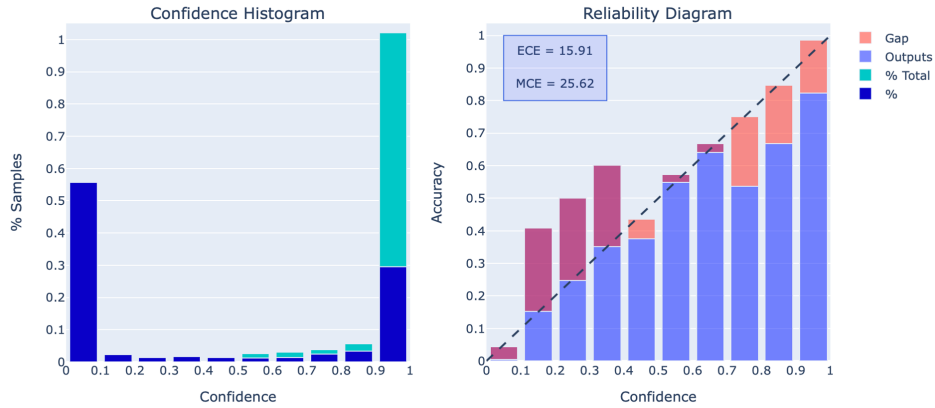 Confidence Histogram
1
0.9
0.8
0.7
0.6
0.5
0.4
0.3
0.2
0.1
0
% Samples
0 0.1 0.2 0.3 0.4 0.5 0.6 0.7 0.8 0.9 1
Confidence
Reliability Diagram
ECE = 15.91
MCE = 25.62
1
0.9
0.8
0.7
0.6
0.5
0.4
0.3
0.2
0.1
0
Accuracy
0 0.1 0.2 0.3 0.4 0.5 0.6 0.7 0.8 0.9 1
Confidence
Gap
Outputs
% Total
%